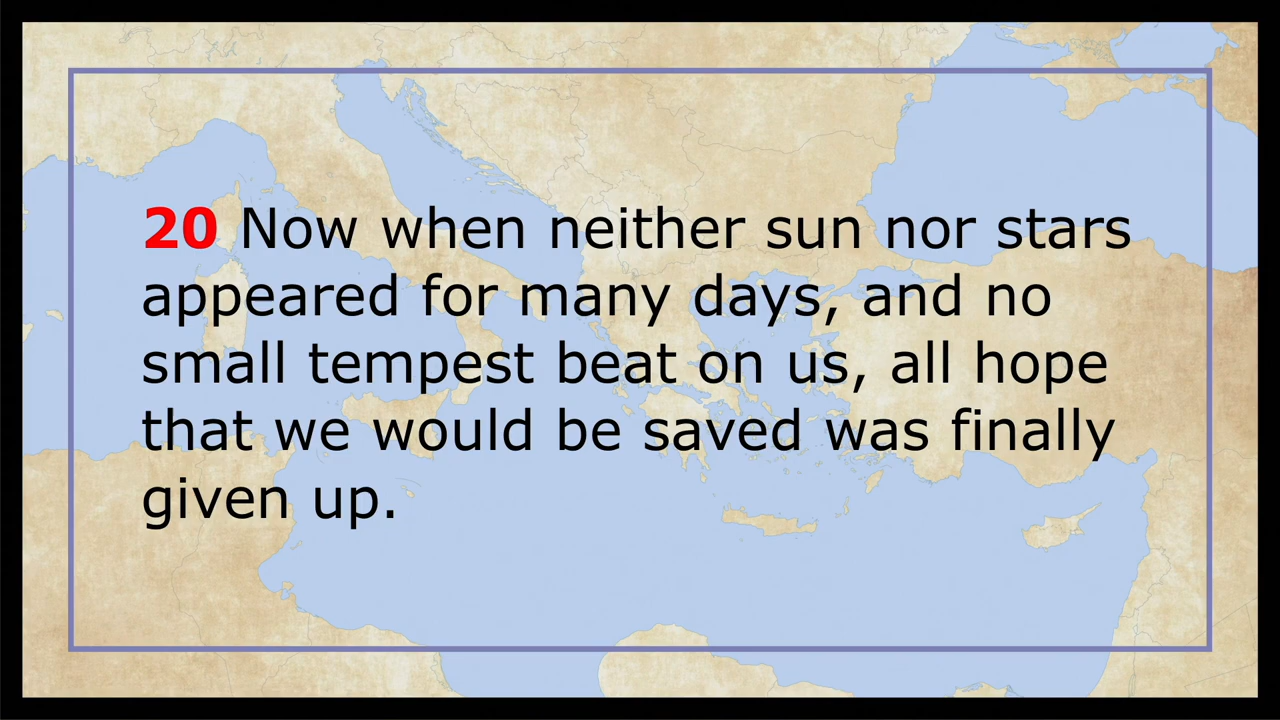 20 Now when neither sun nor stars
appeared for many days, and no
small tempest beat on us, all hope
that we would be saved was finally
given up.